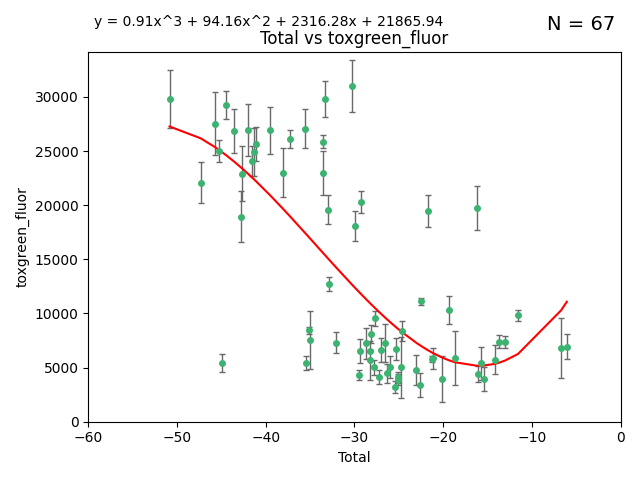 y = 0.91x^3 + 94.16x^2 + 2316.28x + 21865.94
N = 67
Total vs toxgreen_fluor
toxgreen_fluor
30000
25000
20000
15000
10000
5000
0
−60
−50
−40
−30
−20
−10
0
Total